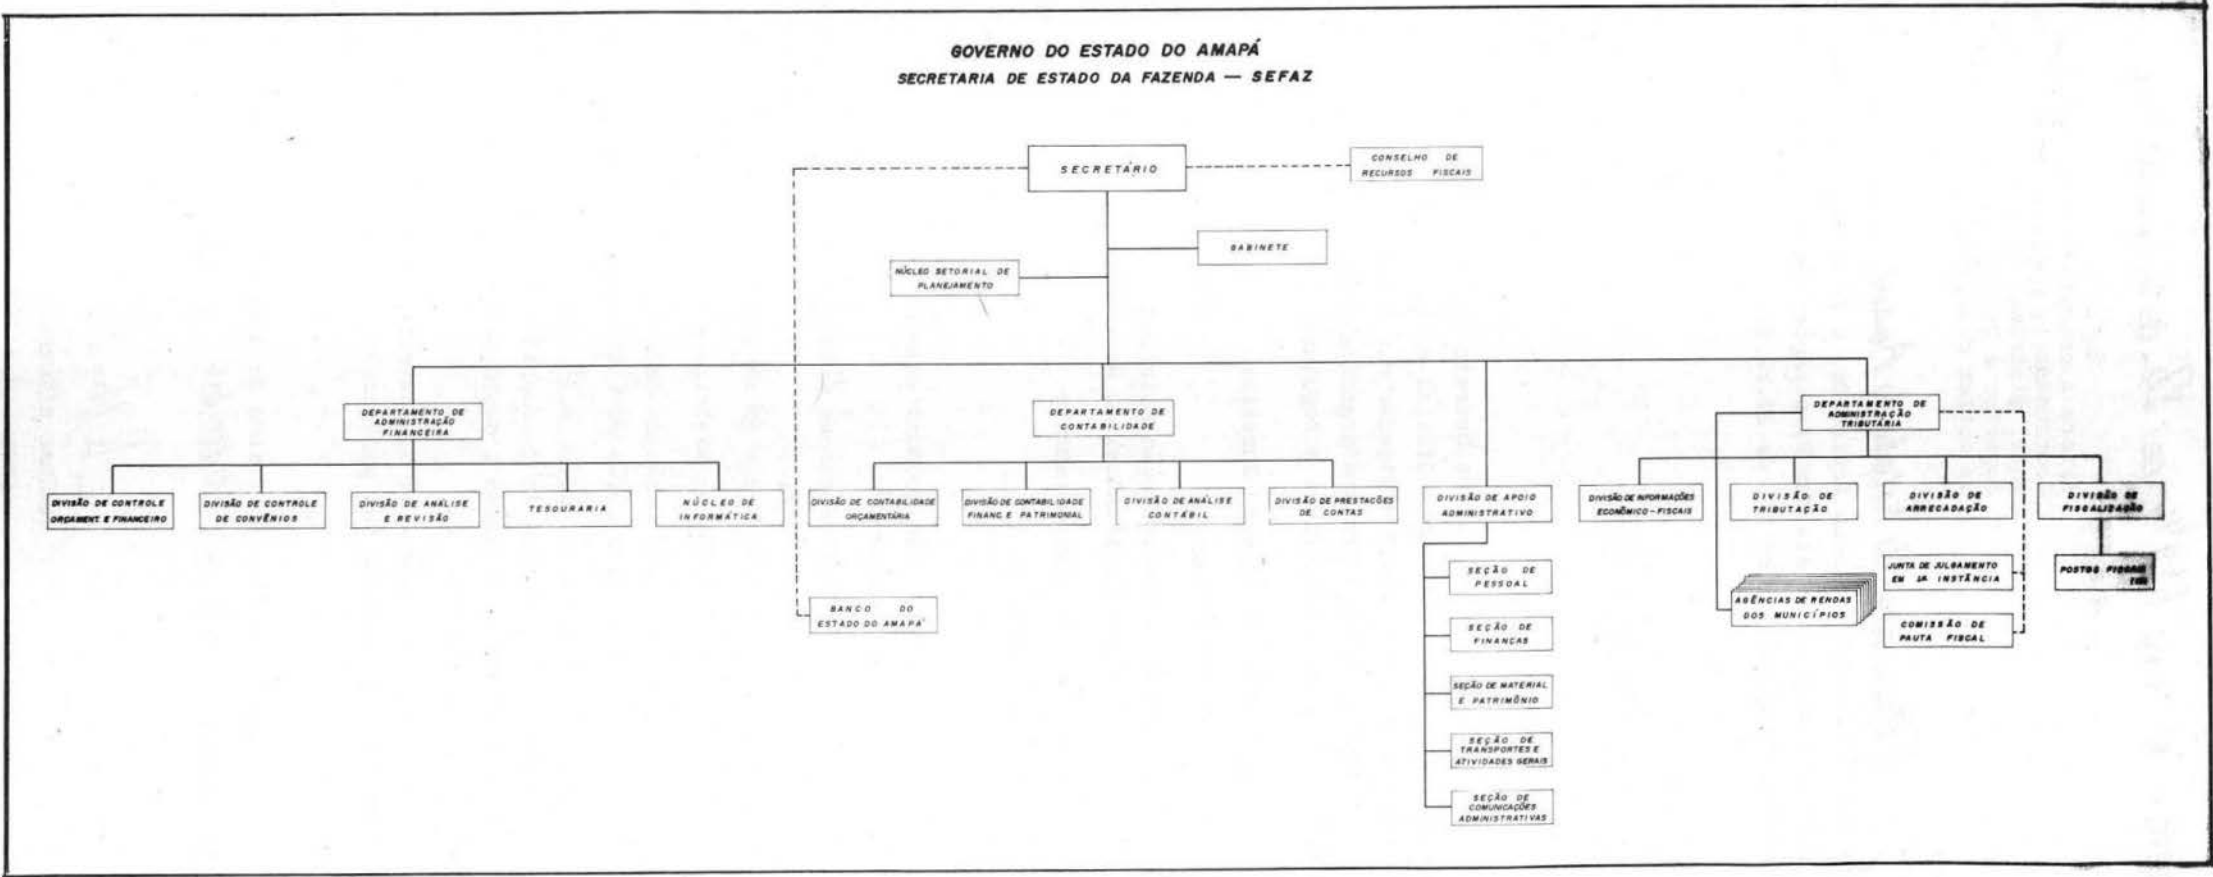 GOVERNO DO ESTADO DO AMAPÁ
SECRETARIA DE ESTADO DA FAZENDA — SEFAZ
SECRETÁRIO
CONSELHO DE
RECURSOS FISCAIS
GABINETE
NÚCLEO SETORIAL DE
PLANEJAMENTO
DEPARTAMENTO DE
ADMINISTRAÇÃO
FINANCEIRA
DEPARTAMENTO DE
CONTABILIDADE
DEPARTAMENTO DE
ADMINISTRAÇÃO
TRIBUTÁRIA
DIVISÃO DE CONTROLE
ORÇAMENT. E FINANCEIRO
DIVISÃO DE CONTROLE
DE CONVÊNIOS
DIVISÃO DE ANÁLISE
E REVISÃO
TESOURARIA
NÚCLEO DE
INFORMÁTICA
DIVISÃO DE CONTABILIDADE
ORÇAMENTÁRIA
DIVISÃO DE CONTABILIDADE
FINANC. E PATRIMONIAL
DIVISÃO DE ANÁLISE
CONTÁBIL
DIVISÃO DE PRESTAÇÕES
DE CONTAS
DIVISÃO DE APOIO
ADMINISTRATIVO
DIVISÃO DE INFORMAÇÕES
ECONÔMICO – FISCAIS
DIVISÃO DE
TRIBUTAÇÃO
DIVISÃO DE
ARRECADAÇÃO
DIVISÃO DE
FISCALIZAÇÃO
SEÇÃO DE
PESSOAL
JUNTA DE JULGAMENTO
EM 1ª INSTÂNCIA
POSTOS
AGÊNCIAS DE RENDAS
DOS MUNICÍPIOS
BANCO DO
ESTADO DO AMAPÁ
SEÇÃO DE
FINANÇAS
COMISSÃO DE
PAUTA FISCAL
SEÇÃO DE MATERIAL
E PATRIMÔNIO
SEÇÃO DE
TRANSPORTES E
ATIVIDADES GERAIS
SEÇÃO DE
COMUNICAÇÕES
ADMINISTRATIVAS